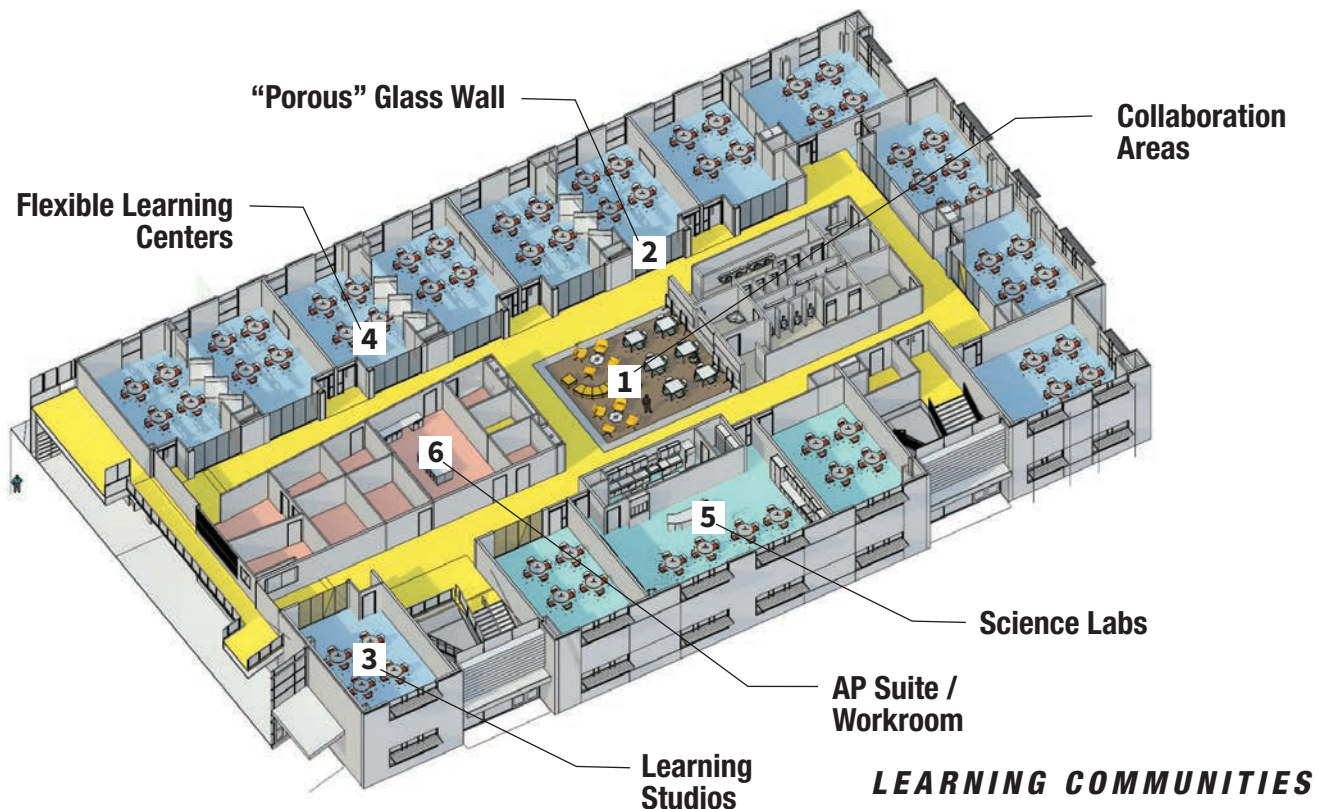 “Porous” Glass Wall
Collaboration
Areas
Flexible Learning
Centers
2
4
1
6
5
3
Science Labs
AP Suite /
Workroom
Learning
Studios
LEARNING COMMUNITIES